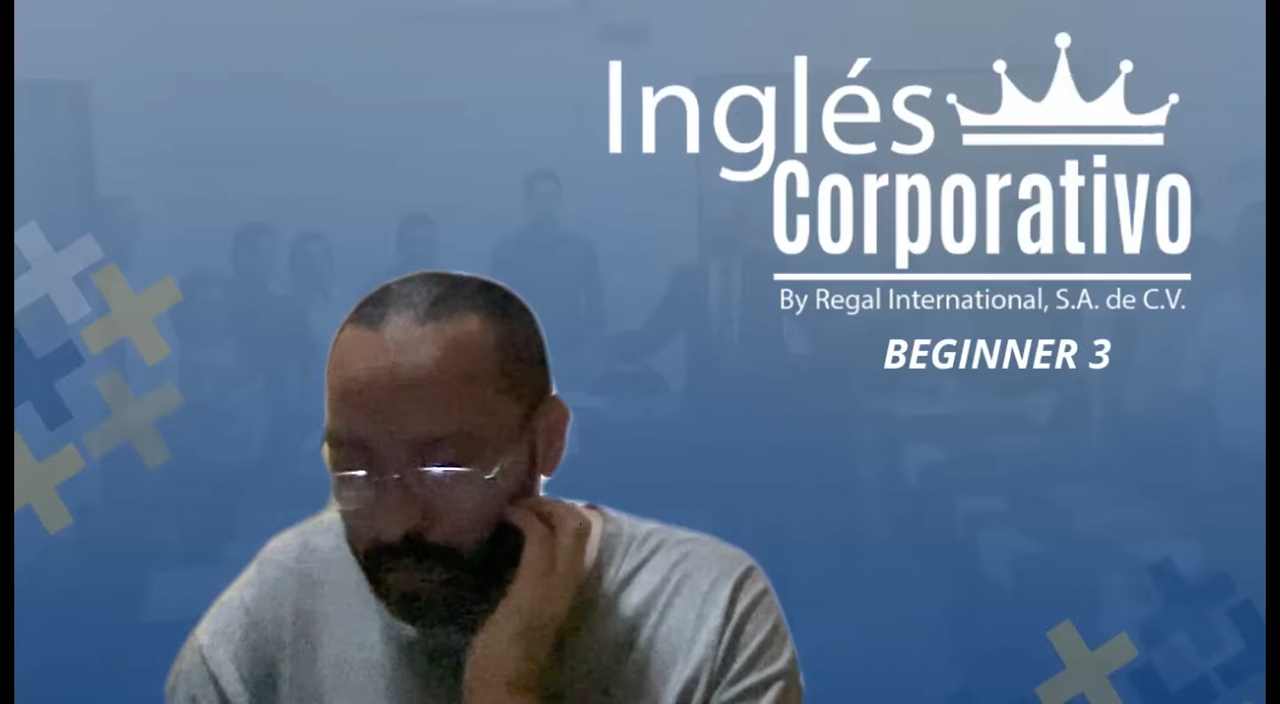 Inglés
Corporativo
By Regal International, S.A. de C.V.
BEGINNER 3